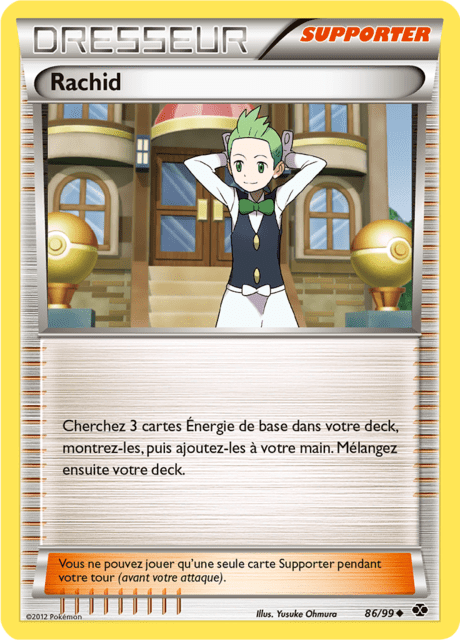 DRESSEUR SUPPORTER
Rachid
Cherchez 3 cartes Énergie de base dans votre deck,
montrez-les, puis ajoutez-les à votre main. Mélangez
ensuite votre deck.
Vous ne pouvez jouer qu'une seule carte Supporter pendant
votre tour (avant votre attaque).
©2012 Pokémon Illus. Yusuke Ohmura 86/99